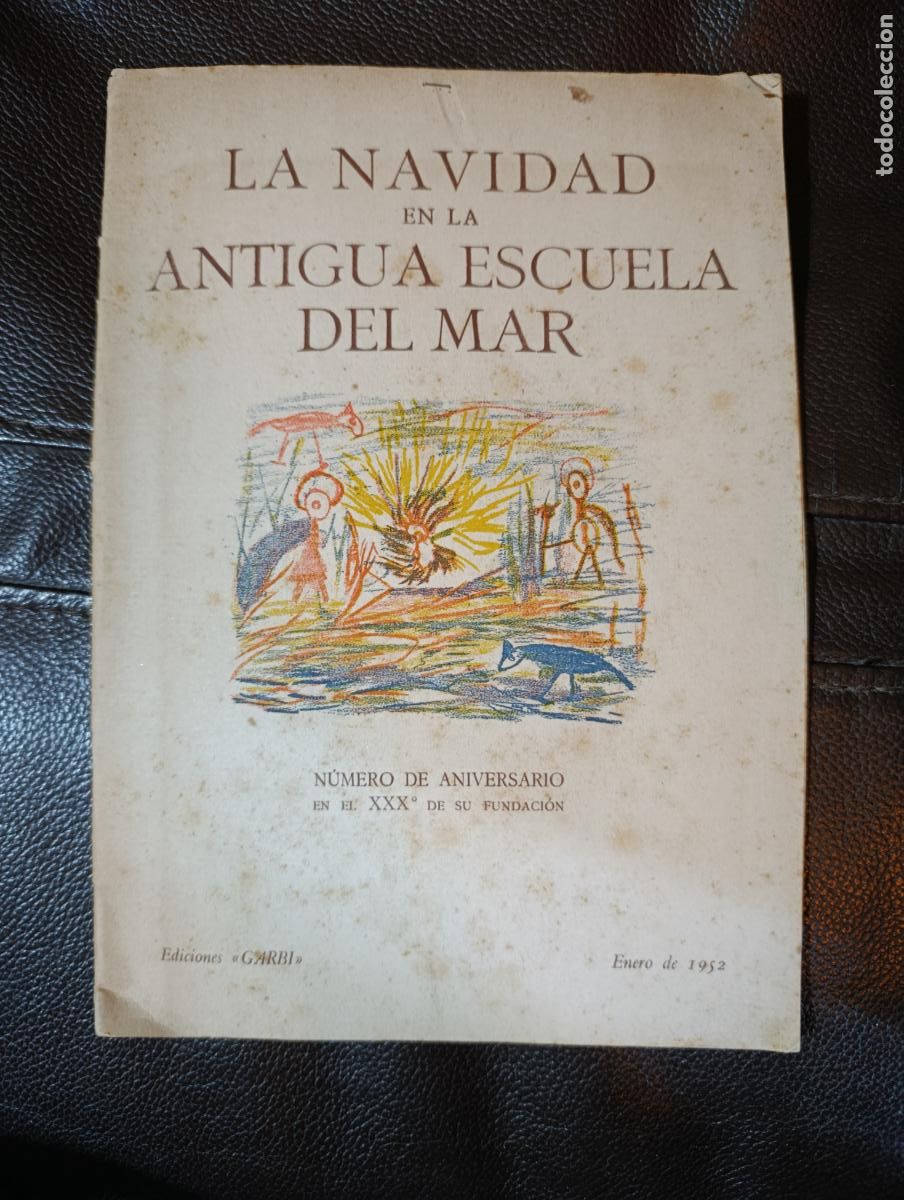 LA NAVIDAD
EN LA
ANTIGUA ESCUELA
DEL MAR
NÚMERO DE ANIVERSARIO
EN EL XXXº DE SU FUNDACIÓN
Ediciones «GARBI»
Enero de 1952
todocoleccion